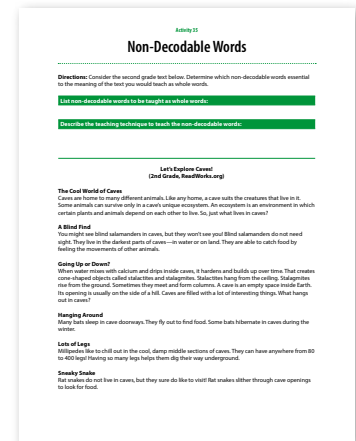 Activity 55
Non-Decodable Words
Directions: Consider the second grade text below. Determine which non-decodable words essential
to the meaning of the text you would teach as whole words.
List non-decodable words to be taught as whole words:
Describe the teaching technique to teach the non-decodable words:
Let's Explore Caves!
(2nd Grade, ReadWorks.org)
The Cool World of Caves
Caves are home to many different animals. Like any home, a cave suits the creatures that live in it.
Some animals can survive only in a cave's unique ecosystem. An ecosystem is an environment in which
certain plants and animals depend on each other to live. So, just what lives in caves?
A Blind Find
You might see blind salamanders in caves, but they won't see you! Blind salamanders do not need
sight. They live in the darkest parts of caves—in water or on land. They are able to catch food by
feeling the movements of other animals.
Going Up or Down?
When water mixes with calcium and drips inside caves, it hardens and builds up over time. That creates
cone-shaped objects called stalactites and stalagmites. Stalactites hang from the ceiling. Stalagmites
rise from the ground. Sometimes they meet and form columns. A cave is an empty space inside Earth.
Its opening is usually on the side of a hill. Caves are filled with a lot of interesting things. What hangs
out in caves?
Hanging Around
Many bats sleep in cave doorways. They fly out to find food. Some bats hibernate in caves during the
winter.
Lots of Legs
Millipedes like to chill out in the cool, damp middle sections of caves. They can have anywhere from 80
to 400 legs! Having so many legs helps them dig their way underground.
Sneaky Snake
Rat snakes do not live in caves, but they sure do like to visit! Rat snakes slither through cave openings
to look for food.